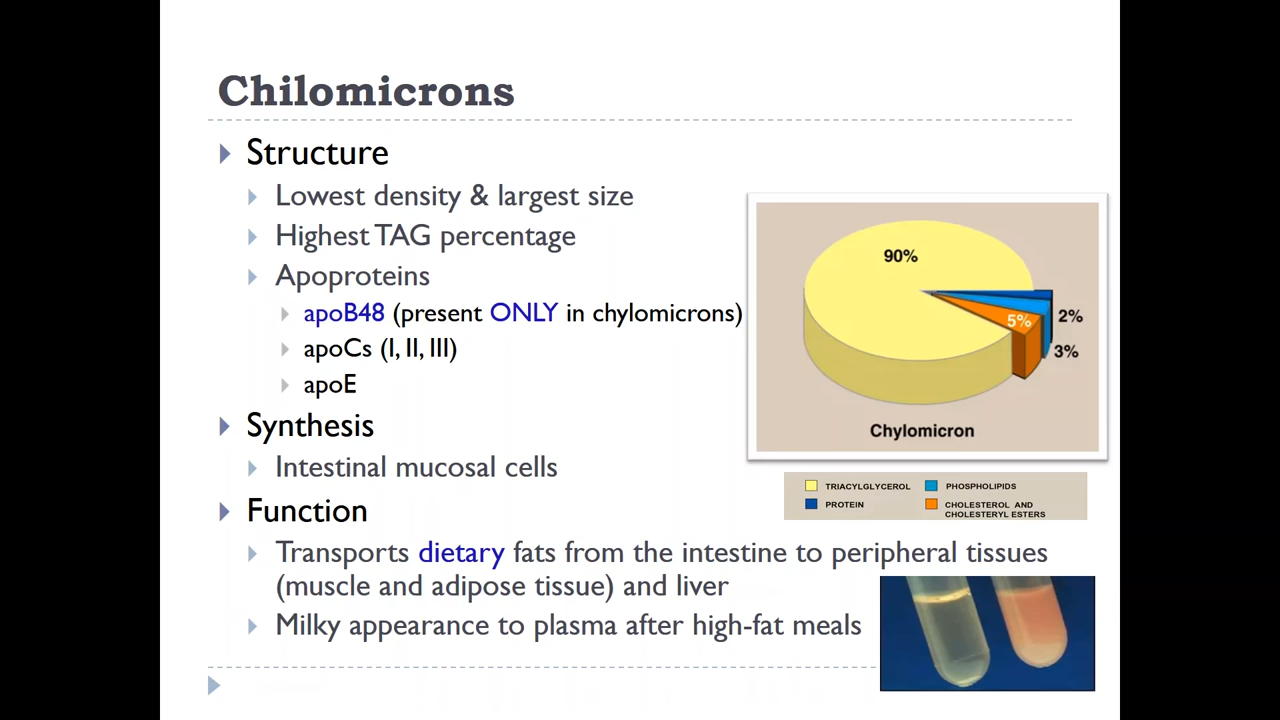 Chilomicrons
Structure
Lowest density & largest size
Highest TAG percentage
Apoproteins
apoB48 (present ONLY in chylomicrons)
apoCs (I, II, III)
apoE
Synthesis
Intestinal mucosal cells
Function
Transports dietary fats from the intestine to peripheral tissues
(muscle and adipose tissue) and liver
Milky appearance to plasma after high-fat meals
90%
5%
2%
3%
Chylomicron
TRIACYLGLYCEROL
PHOSPHOLIPIDS
PROTEIN
CHOLESTEROL AND
CHOLESTERYL ESTERS